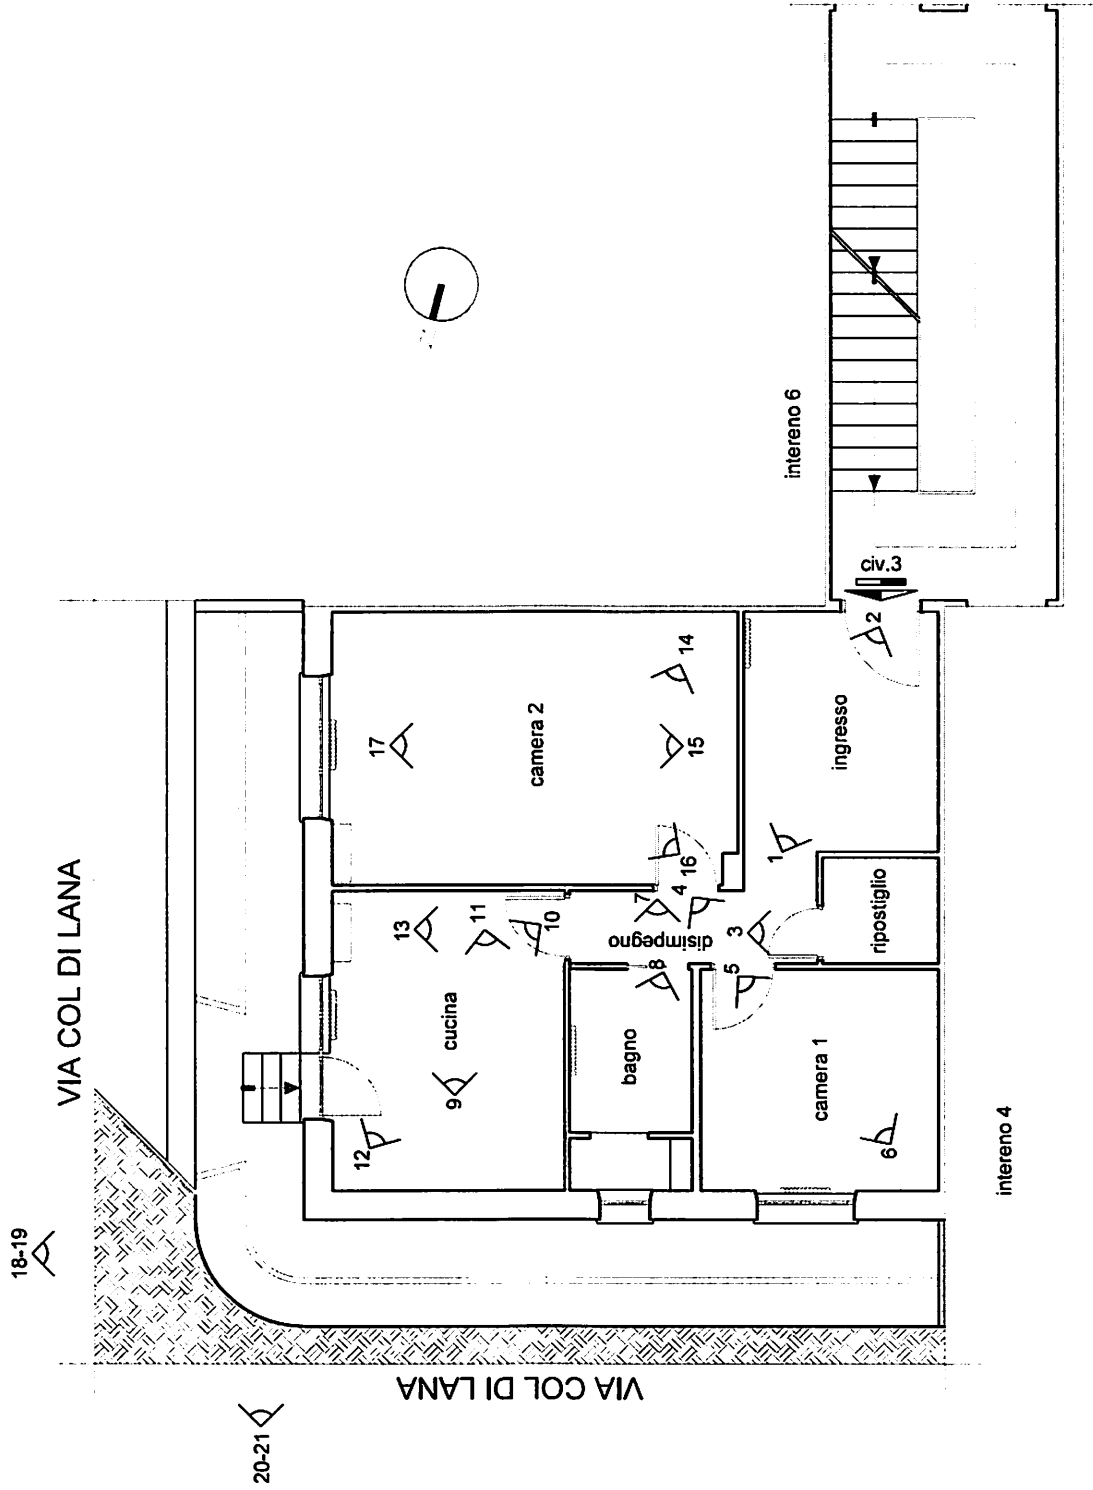 VIA COL DI LANA
18-19
20-21
VIA COL DI LANA
12
9
13
11
10
cucina
17
camera 2
14
15
16
4
7
disimpegno
8
bagno
5
3
camera 1
6
ripostiglio
1
ingresso
2
civ.3
intereno 6
intereno 4